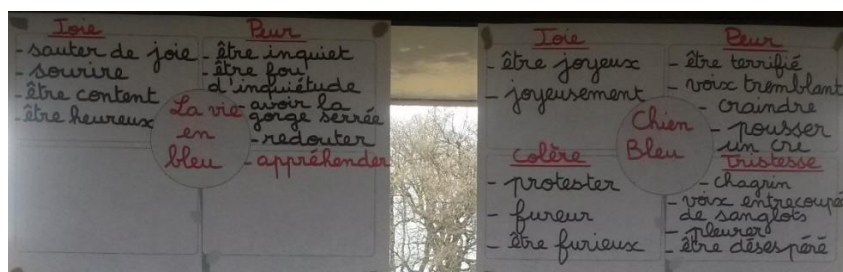 Joie
- sauter de joie
- sourire
- être content
- être heureux
Peur
- être inquiet
- être fou
d'inquiétude
- avoir la
gorge serrée
- redouter
- appréhender
La vie
en
bleu
Joie
- être joyeux
- joyeusement
Peur
- être terrifié
- voix tremblant
- craindre
- pousser
un cri
Chien
Bleu
Colère
- protester
- fureur
- être furieux
Tristesse
- chagrin
- voix entrecoupé
de sanglots
- pleurer
- être désespéré